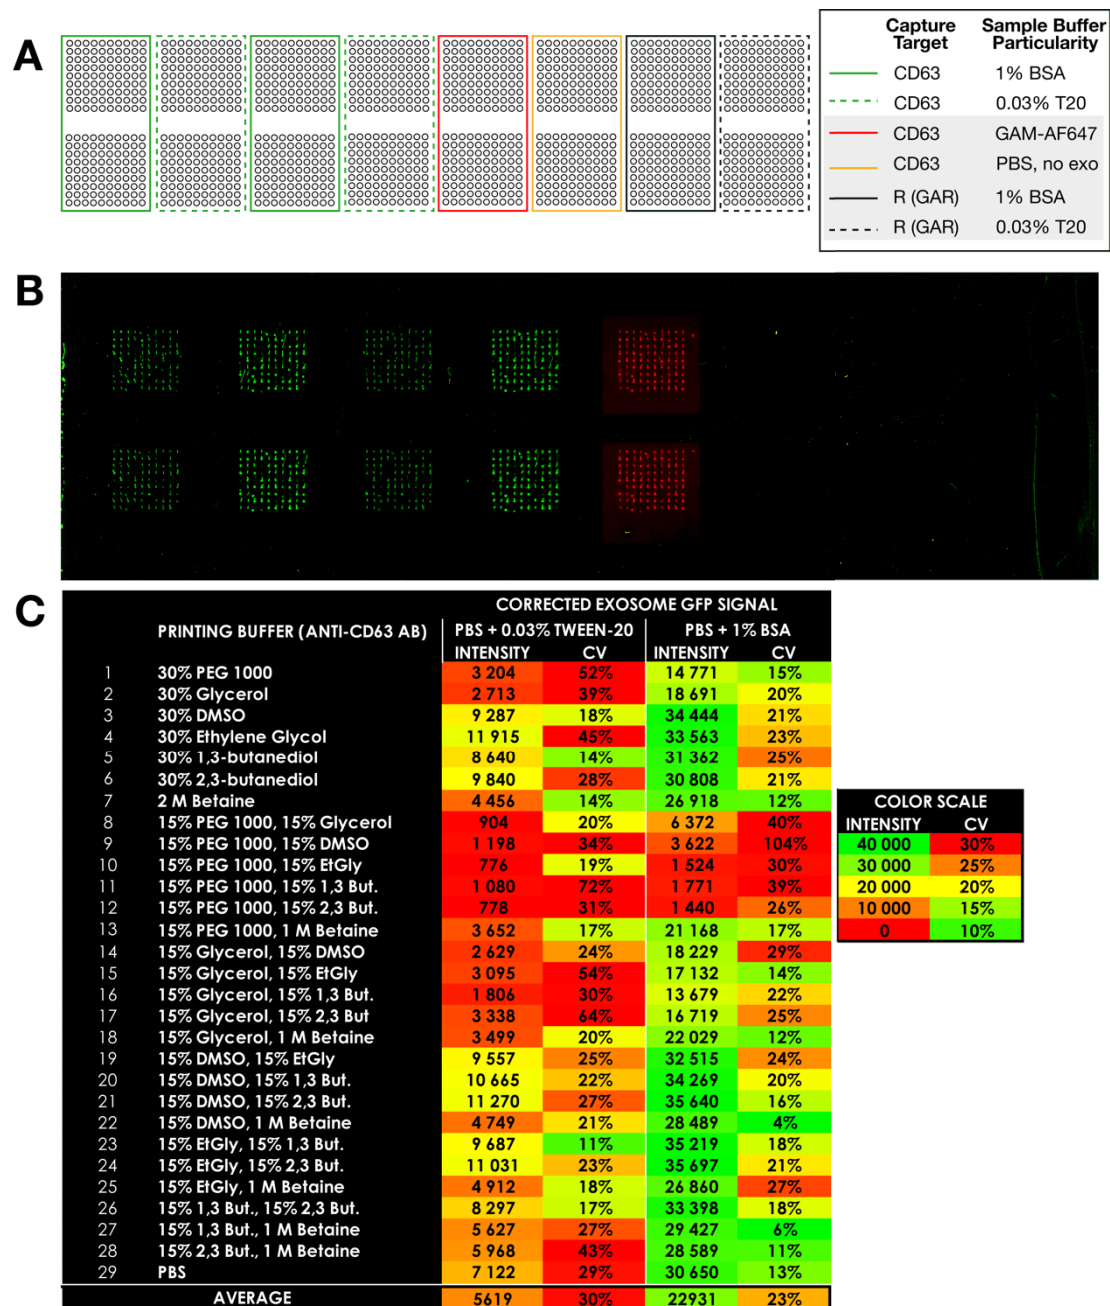 A
Capture Target Sample Buffer Particularity
CD63 1% BSA
CD63 0.03% T20
CD63 GAM-AF647
CD63 PBS, no exo
R (GAR) 1% BSA
R (GAR) 0.03% T20
B
C
CORRECTED EXOSOME GFP SIGNAL
PRINTING BUFFER (ANTI-CD63 AB) PBS + 0.03% TWEEN-20 PBS + 1% BSA
INTENSITY CV INTENSITY CV
1 30% PEG 1000 3 204 52% 14 771 15%
2 30% Glycerol 2 713 39% 18 691 20%
3 30% DMSO 9 287 18% 34 444 21%
4 30% Ethylene Glycol 11 915 45% 33 563 23%
5 30% 1,3-butanediol 8 640 14% 31 362 25%
6 30% 2,3-butanediol 9 840 28% 30 808 21%
7 2 M Betaine 4 456 14% 26 918 12%
8 15% PEG 1000, 15% Glycerol 904 20% 6 372 40%
9 15% PEG 1000, 15% DMSO 1 198 34% 3 622 104%
10 15% PEG 1000, 15% EtGly 776 19% 1 524 30%
11 15% PEG 1000, 15% 1,3 But. 1 080 72% 1 771 39%
12 15% PEG 1000, 15% 2,3 But. 778 31% 1 440 26%
13 15% PEG 1000, 1 M Betaine 3 652 17% 21 168 17%
14 15% Glycerol, 15% DMSO 2 629 24% 18 229 29%
15 15% Glycerol, 15% EtGly 3 095 54% 17 132 14%
16 15% Glycerol, 15% 1,3 But. 1 806 30% 13 679 22%
17 15% Glycerol, 15% 2,3 But 3 338 64% 16 719 25%
18 15% Glycerol, 1 M Betaine 3 499 20% 22 029 12%
19 15% DMSO, 15% EtGly 9 557 25% 32 515 24%
20 15% DMSO, 15% 1,3 But. 10 665 22% 34 269 20%
21 15% DMSO, 15% 2,3 But. 11 270 27% 35 640 16%
22 15% DMSO, 1 M Betaine 4 749 21% 28 489 4%
23 15% EtGly, 15% 1,3 But. 9 687 11% 35 219 18%
24 15% EtGly, 15% 2,3 But. 11 031 23% 35 697 21%
25 15% EtGly, 1 M Betaine 4 912 18% 26 860 27%
26 15% 1,3 But., 15% 2,3 But. 8 297 17% 33 398 18%
27 15% 1,3 But., 1 M Betaine 5 627 27% 29 427 6%
28 15% 2,3 But., 1 M Betaine 5 968 43% 28 589 11%
29 PBS 7 122 29% 30 650 13%
AVERAGE 5619 30% 22931 23%
COLOR SCALE
INTENSITY CV
40 000 30%
30 000 25%
20 000 20%
10 000 15%
0 10%